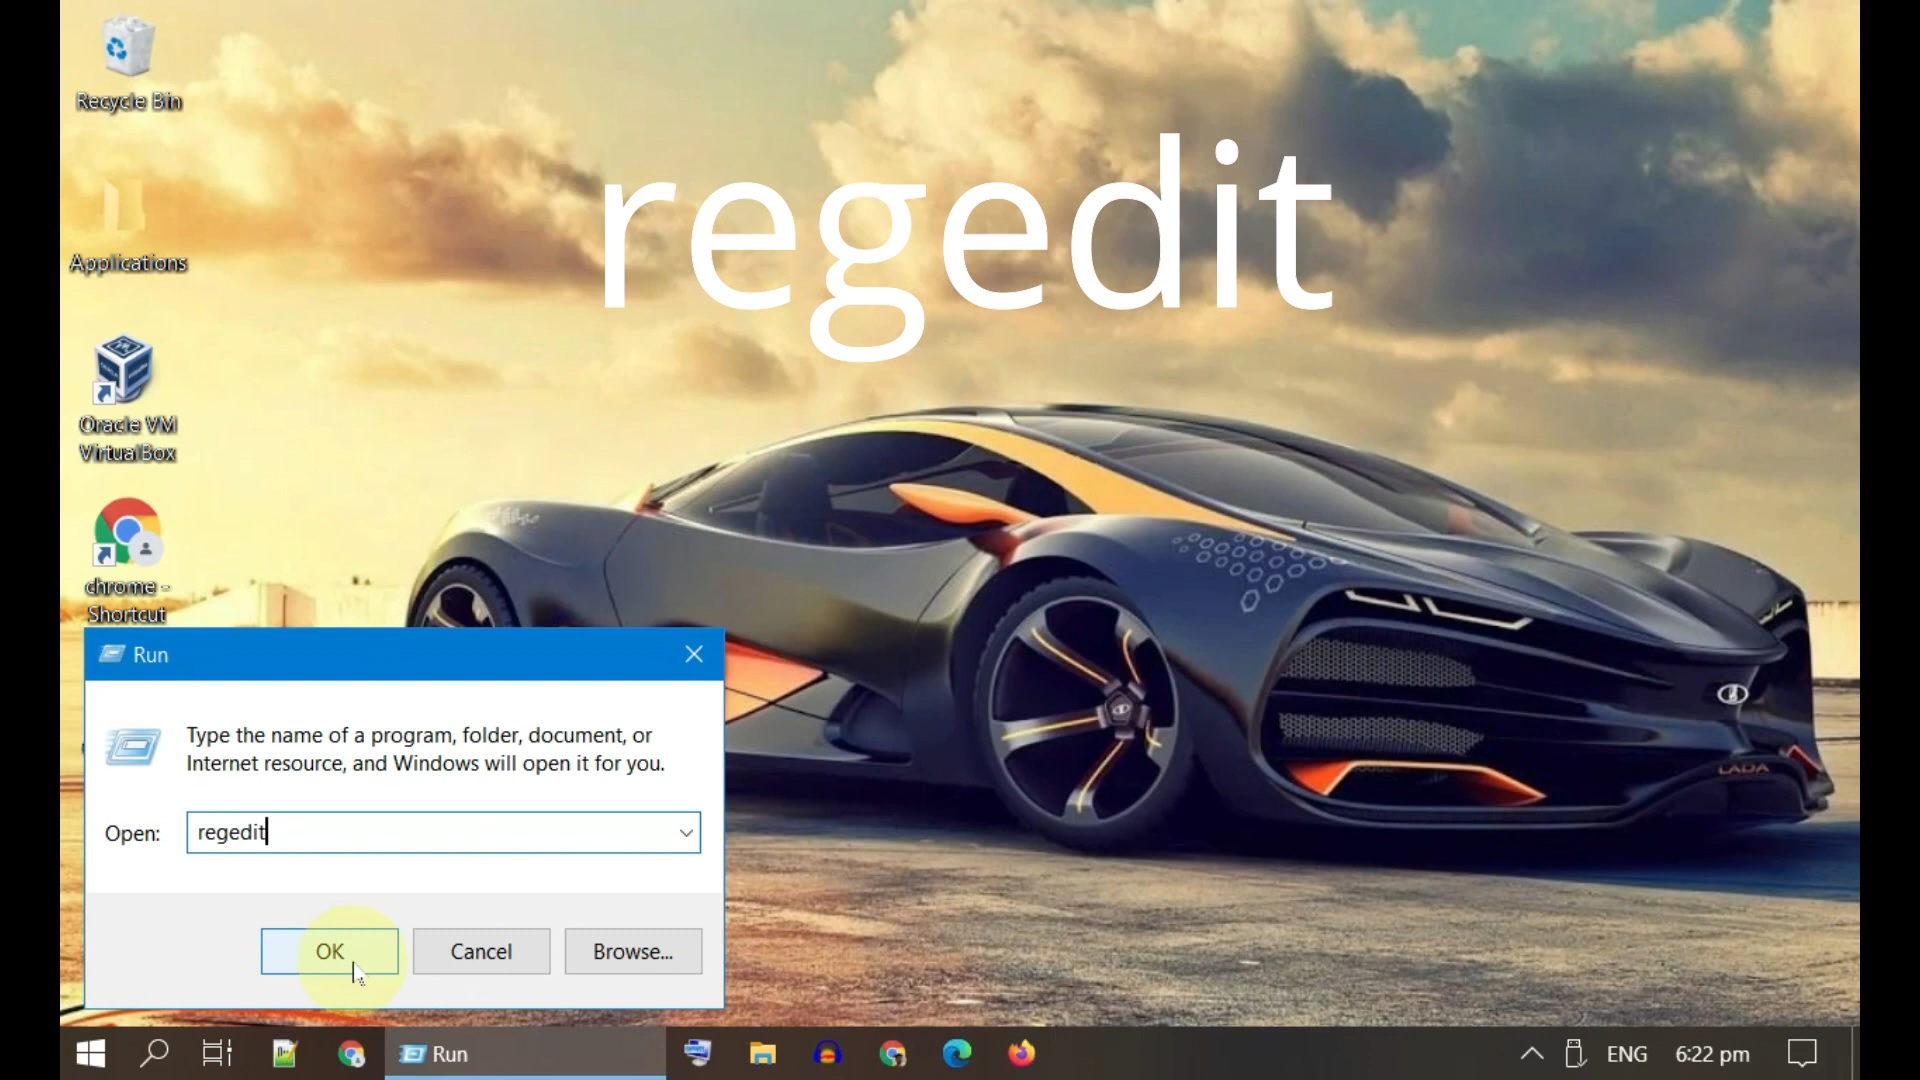 Recycle Bin
regedit
Applications
Oracle VM
VirtualBox
chrome -
Shortcut
Run
Type the name of a program, folder, document, or
Internet resource, and Windows will open it for you.
Open: regedit
OK Cancel Browse...
LADA
Run ENG 6:22 pm